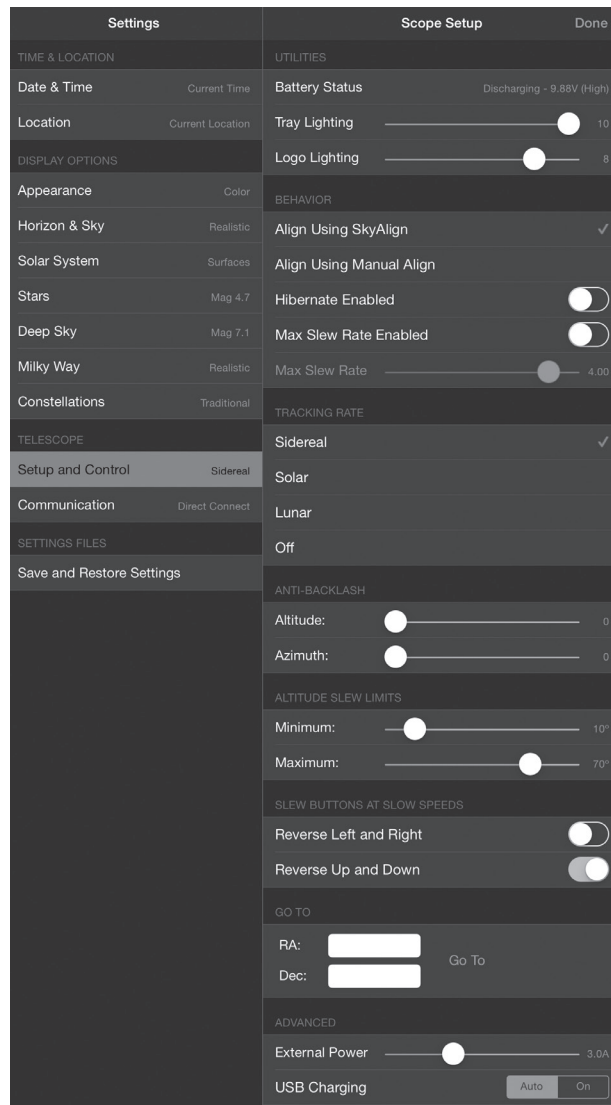 Settings
TIME & LOCATION
Date & Time Current Time
Location Current Location
DISPLAY OPTIONS
Appearance Color
Horizon & Sky Realistic
Solar System Surfaces
Stars Mag 4.7
Deep Sky Mag 7.1
Milky Way Realistic
Constellations Traditional
TELESCOPE
Setup and Control Sidereal
Communication Direct Connect
SETTINGS FILES
Save and Restore Settings
Scope Setup Done
UTILITIES
Battery Status Discharging - 9.88V (High)
Tray Lighting 10
Logo Lighting 8
BEHAVIOR
Align Using SkyAlign
Align Using Manual Align
Hibernate Enabled
Max Slew Rate Enabled
Max Slew Rate 4.00
TRACKING RATE
Sidereal
Solar
Lunar
Off
ANTI-BACKLASH
Altitude: 0
Azimuth: 0
ALTITUDE SLEW LIMITS
Minimum: 10°
Maximum: 70°
SLEW BUTTONS AT SLOW SPEEDS
Reverse Left and Right
Reverse Up and Down
GO TO
RA:
Go To
Dec:
ADVANCED
External Power 3.0A
USB Charging Auto On